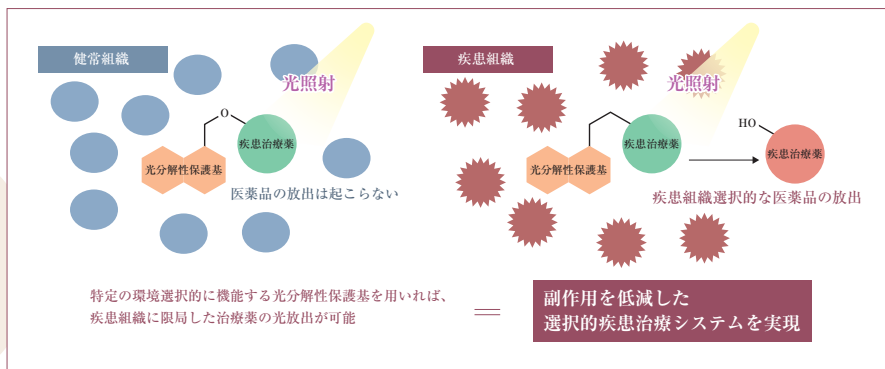 健常組織
光照射
O
疾患治療薬
光分解性保護基
医薬品の放出は起こらない
疾患組織
光照射
疾患治療薬
光分解性保護基
HO
疾患治療薬
疾患組織選択的な医薬品の放出
特定の環境選択的に機能する光分解性保護基を用いれば、
疾患組織に限局した治療薬の光放出が可能
＝
副作用を低減した
選択的疾患治療システムを実現